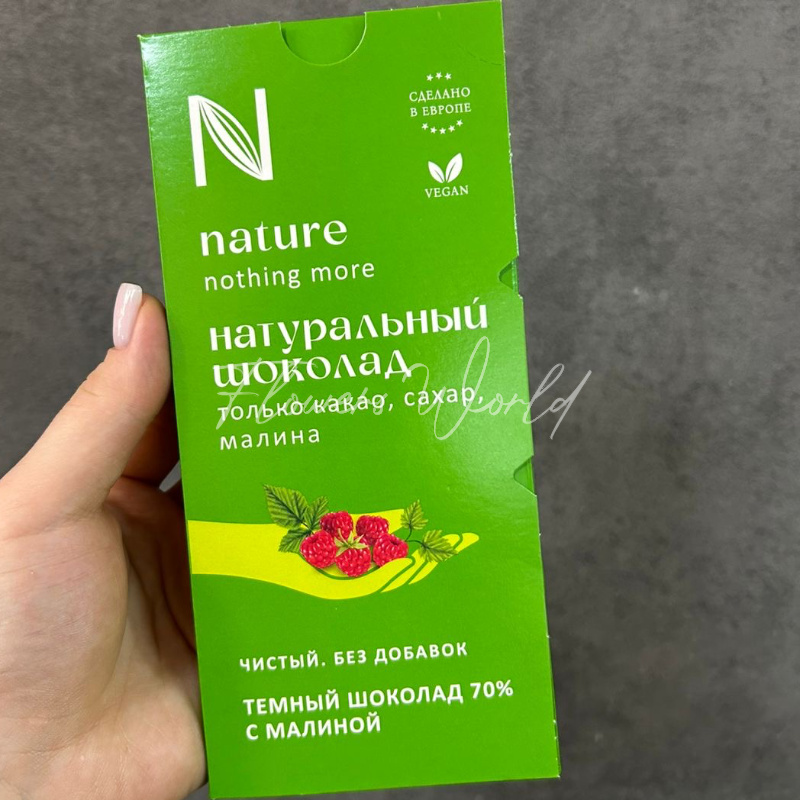 СДЕЛАНО
В ЕВРОПЕ
VEGAN
N
nature
nothing more
натуральный
шоколад
только какао, сахар,
малина
Flowers World
ЧИСТЫЙ. БЕЗ ДОБАВОК
ТЕМНЫЙ ШОКОЛАД 70%
С МАЛИНОЙ